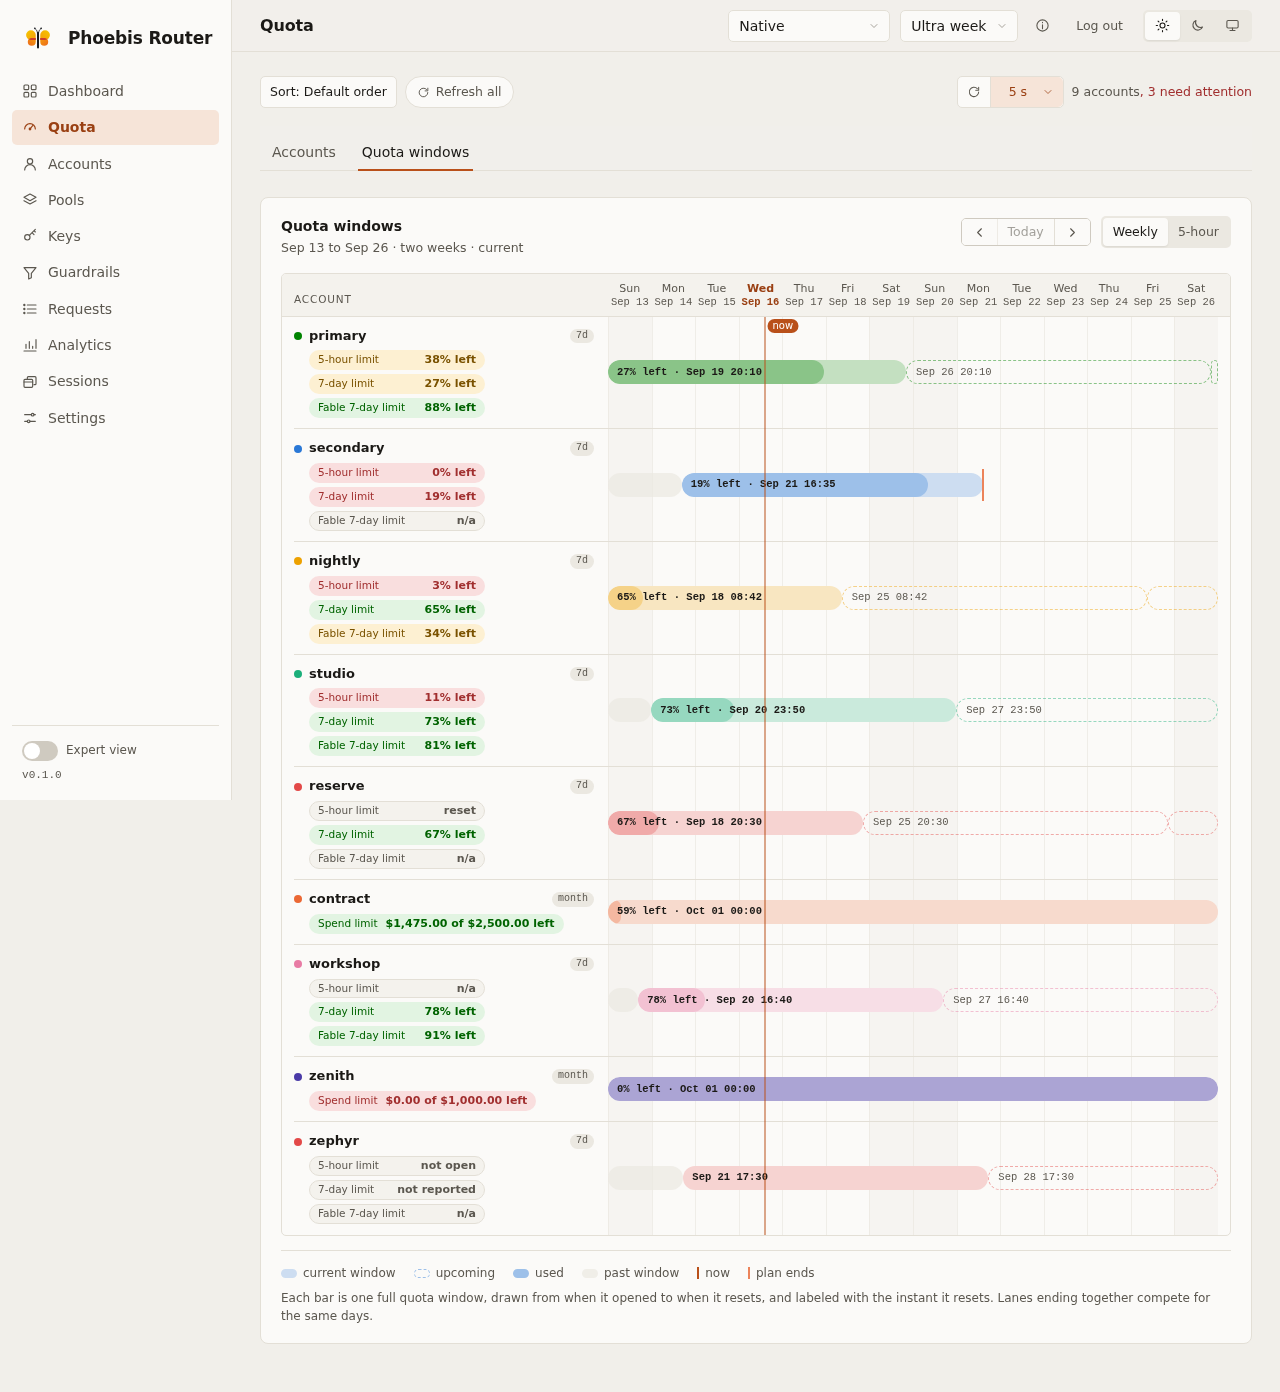 Phoebis Router
Dashboard
Quota
Accounts
Pools
Keys
Guardrails
Requests
Analytics
Sessions
Settings
Expert view
v0.1.0
Quota
Native
Ultra week
Log out
Sort: Default order
Refresh all
5 s
9 accounts, 3 need attention
Accounts
Quota windows
Quota windows
Sep 13 to Sep 26 · two weeks · current
Today
Weekly
5-hour
ACCOUNT
Sun Mon Tue Wed Thu Fri Sat Sun Mon Tue Wed Thu Fri Sat
Sep 13 Sep 14 Sep 15 Sep 16 Sep 17 Sep 18 Sep 19 Sep 20 Sep 21 Sep 22 Sep 23 Sep 24 Sep 25 Sep 26
now
primary 7d
5-hour limit 38% left
7-day limit 27% left
Fable 7-day limit 88% left
27% left · Sep 19 20:10
Sep 26 20:10
secondary 7d
5-hour limit 0% left
7-day limit 19% left
Fable 7-day limit n/a
19% left · Sep 21 16:35
nightly 7d
5-hour limit 3% left
7-day limit 65% left
Fable 7-day limit 34% left
65% left · Sep 18 08:42
Sep 25 08:42
studio 7d
5-hour limit 11% left
7-day limit 73% left
Fable 7-day limit 81% left
73% left · Sep 20 23:50
Sep 27 23:50
reserve 7d
5-hour limit reset
7-day limit 67% left
Fable 7-day limit n/a
67% left · Sep 18 20:30
Sep 25 20:30
contract month
Spend limit $1,475.00 of $2,500.00 left
59% left · Oct 01 00:00
workshop 7d
5-hour limit n/a
7-day limit 78% left
Fable 7-day limit 91% left
78% left · Sep 20 16:40
Sep 27 16:40
zenith month
Spend limit $0.00 of $1,000.00 left
0% left · Oct 01 00:00
zephyr 7d
5-hour limit not open
7-day limit not reported
Fable 7-day limit n/a
Sep 21 17:30
Sep 28 17:30
current window upcoming used past window now plan ends
Each bar is one full quota window, drawn from when it opened to when it resets, and labeled with the instant it resets. Lanes ending together compete for
the same days.